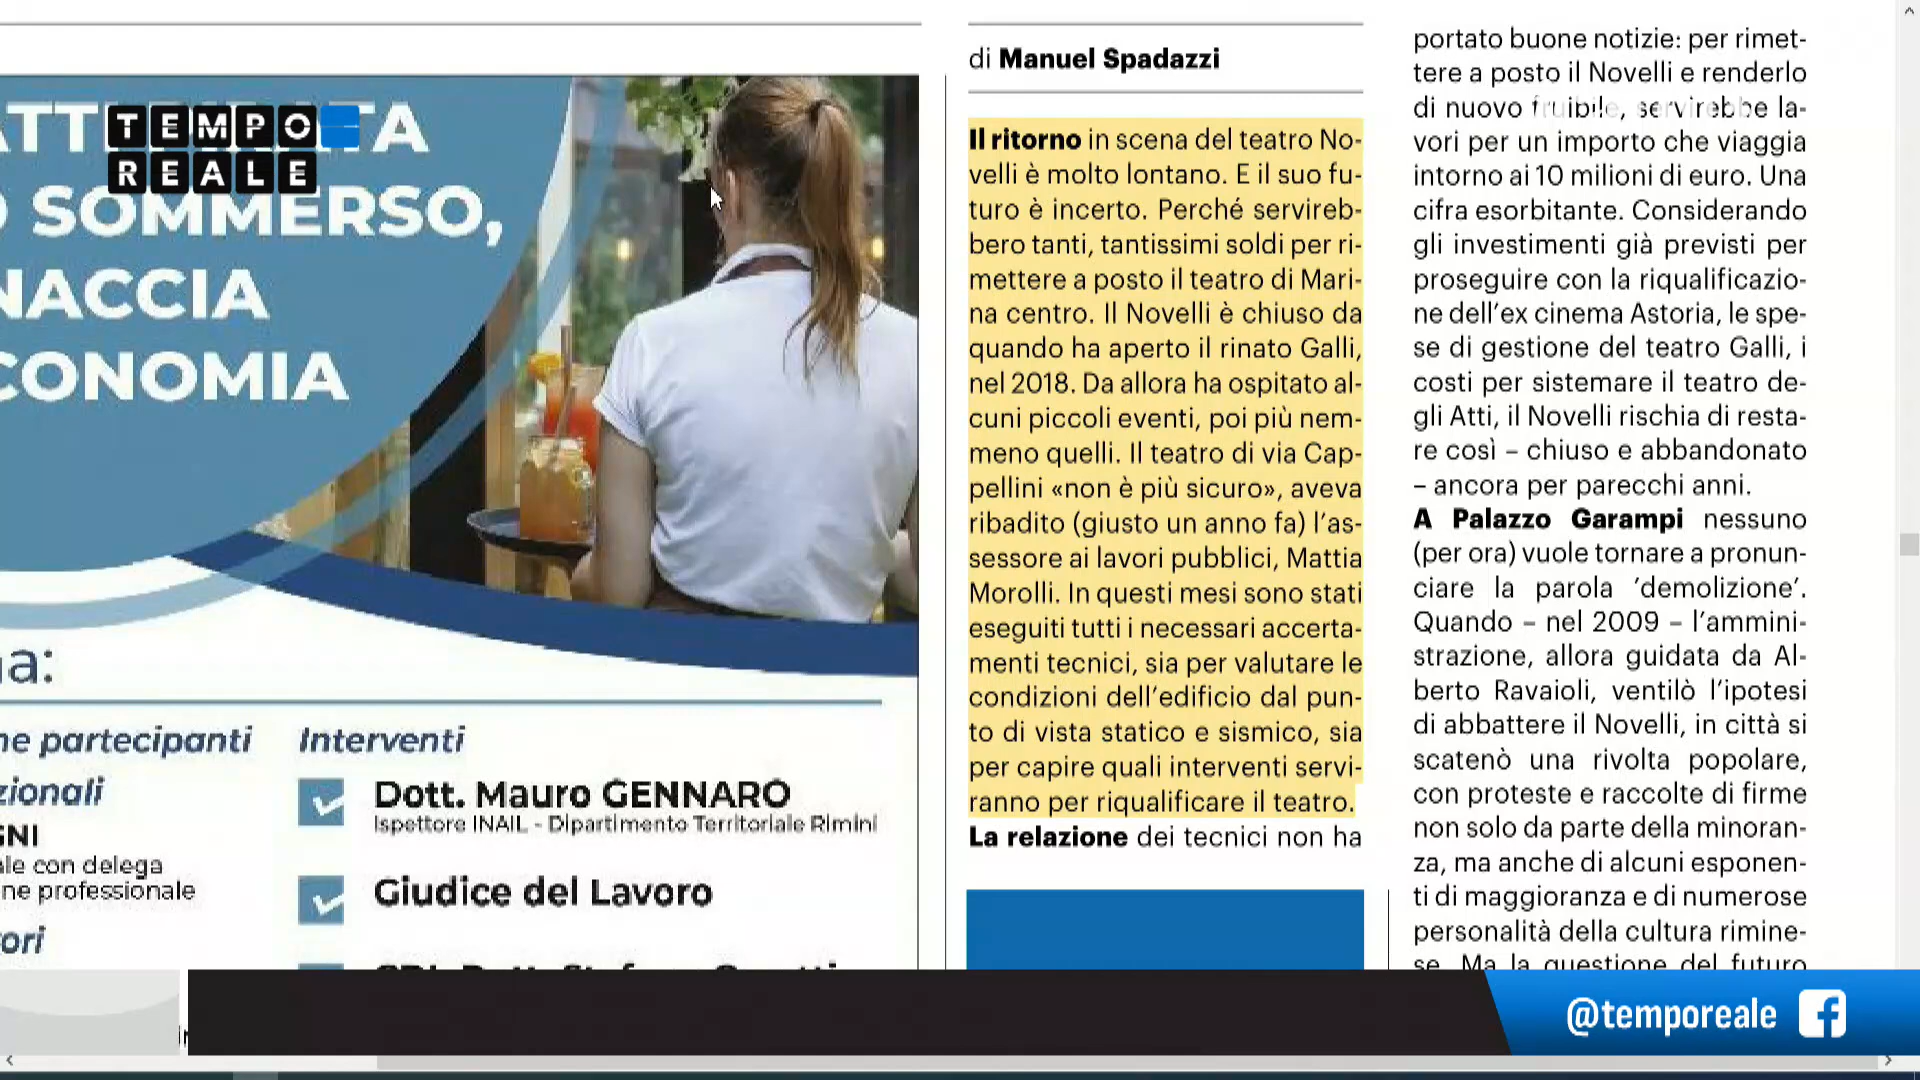 TEMPO
REALE
SOMMERSO,
NACCIA
CONOMIA
na:
ne partecipanti
zionali
GNI
ale con delega
ne professionale
ori
Interventi
Dott. Mauro GENNARO
Ispettore INAIL - Dipartimento Territoriale Rimini
Giudice del Lavoro
di Manuel Spadazzi
Il ritorno in scena del teatro No-
velli è molto lontano. E il suo fu-
turo è incerto. Perché servireb-
bero tanti, tantissimi soldi per ri-
mettere a posto il teatro di Mari-
na centro. Il Novelli è chiuso da
quando ha aperto il rinato Galli,
nel 2018. Da allora ha ospitato al-
cuni piccoli eventi, poi più nem-
meno quelli. Il teatro di via Cap-
pellini «non è più sicuro», aveva
ribadito (giusto un anno fa) l'as-
sessore ai lavori pubblici, Mattia
Morolli. In questi mesi sono stati
eseguiti tutti i necessari accerta-
menti tecnici, sia per valutare le
condizioni dell'edificio dal pun-
to di vista statico e sismico, sia
per capire quali interventi servi-
ranno per riqualificare il teatro.
La relazione dei tecnici non ha
portato buone notizie: per rimet-
tere a posto il Novelli e renderlo
di nuovo fruibile, servirebbe la-
vori per un importo che viaggia
intorno ai 10 milioni di euro. Una
cifra esorbitante. Considerando
gli investimenti già previsti per
proseguire con la riqualificazio-
ne dell'ex cinema Astoria, le spe-
se di gestione del teatro Galli, i
costi per sistemare il teatro de-
gli Atti, il Novelli rischia di resta-
re così – chiuso e abbandonato
– ancora per parecchi anni.
A Palazzo Garampi nessuno
(per ora) vuole tornare a pronun-
ciare la parola 'demolizione'.
Quando – nel 2009 – l'ammini-
strazione, allora guidata da Al-
berto Ravaioli, ventilò l'ipotesi
di abbattere il Novelli, in città si
scatenò una rivolta popolare,
con proteste e raccolte di firme
non solo da parte della minoran-
za, ma anche di alcuni esponen-
ti di maggioranza e di numerose
personalità della cultura rimine-
se. Ma la questione del futuro
@temporeale